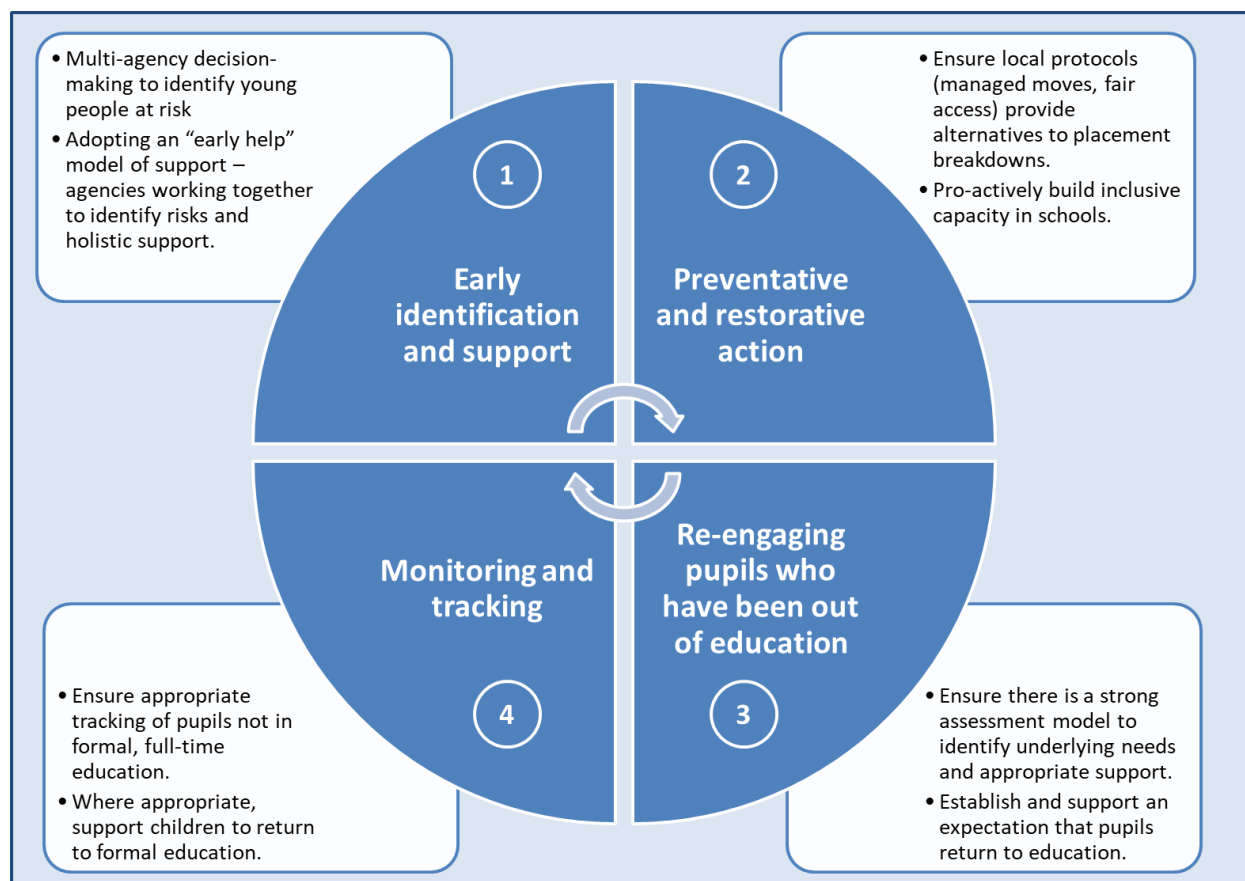 • Multi-agency decision-
making to identify young
people at risk
• Adopting an “early help”
model of support –
agencies working together
to identify risks and
holistic support.
1
Early
identification
and support
• Ensure local protocols
(managed moves, fair
access) provide
alternatives to placement
breakdowns.
• Pro-actively build inclusive
capacity in schools.
2
Preventative
and restorative
action
Re-engaging
pupils who
have been out
of education
3
• Ensure there is a strong
assessment model to
identify underlying needs
and appropriate support.
• Establish and support an
expectation that pupils
return to education.
Monitoring and
tracking
4
• Ensure appropriate
tracking of pupils not in
formal, full-time
education.
• Where appropriate,
support children to return
to formal education.